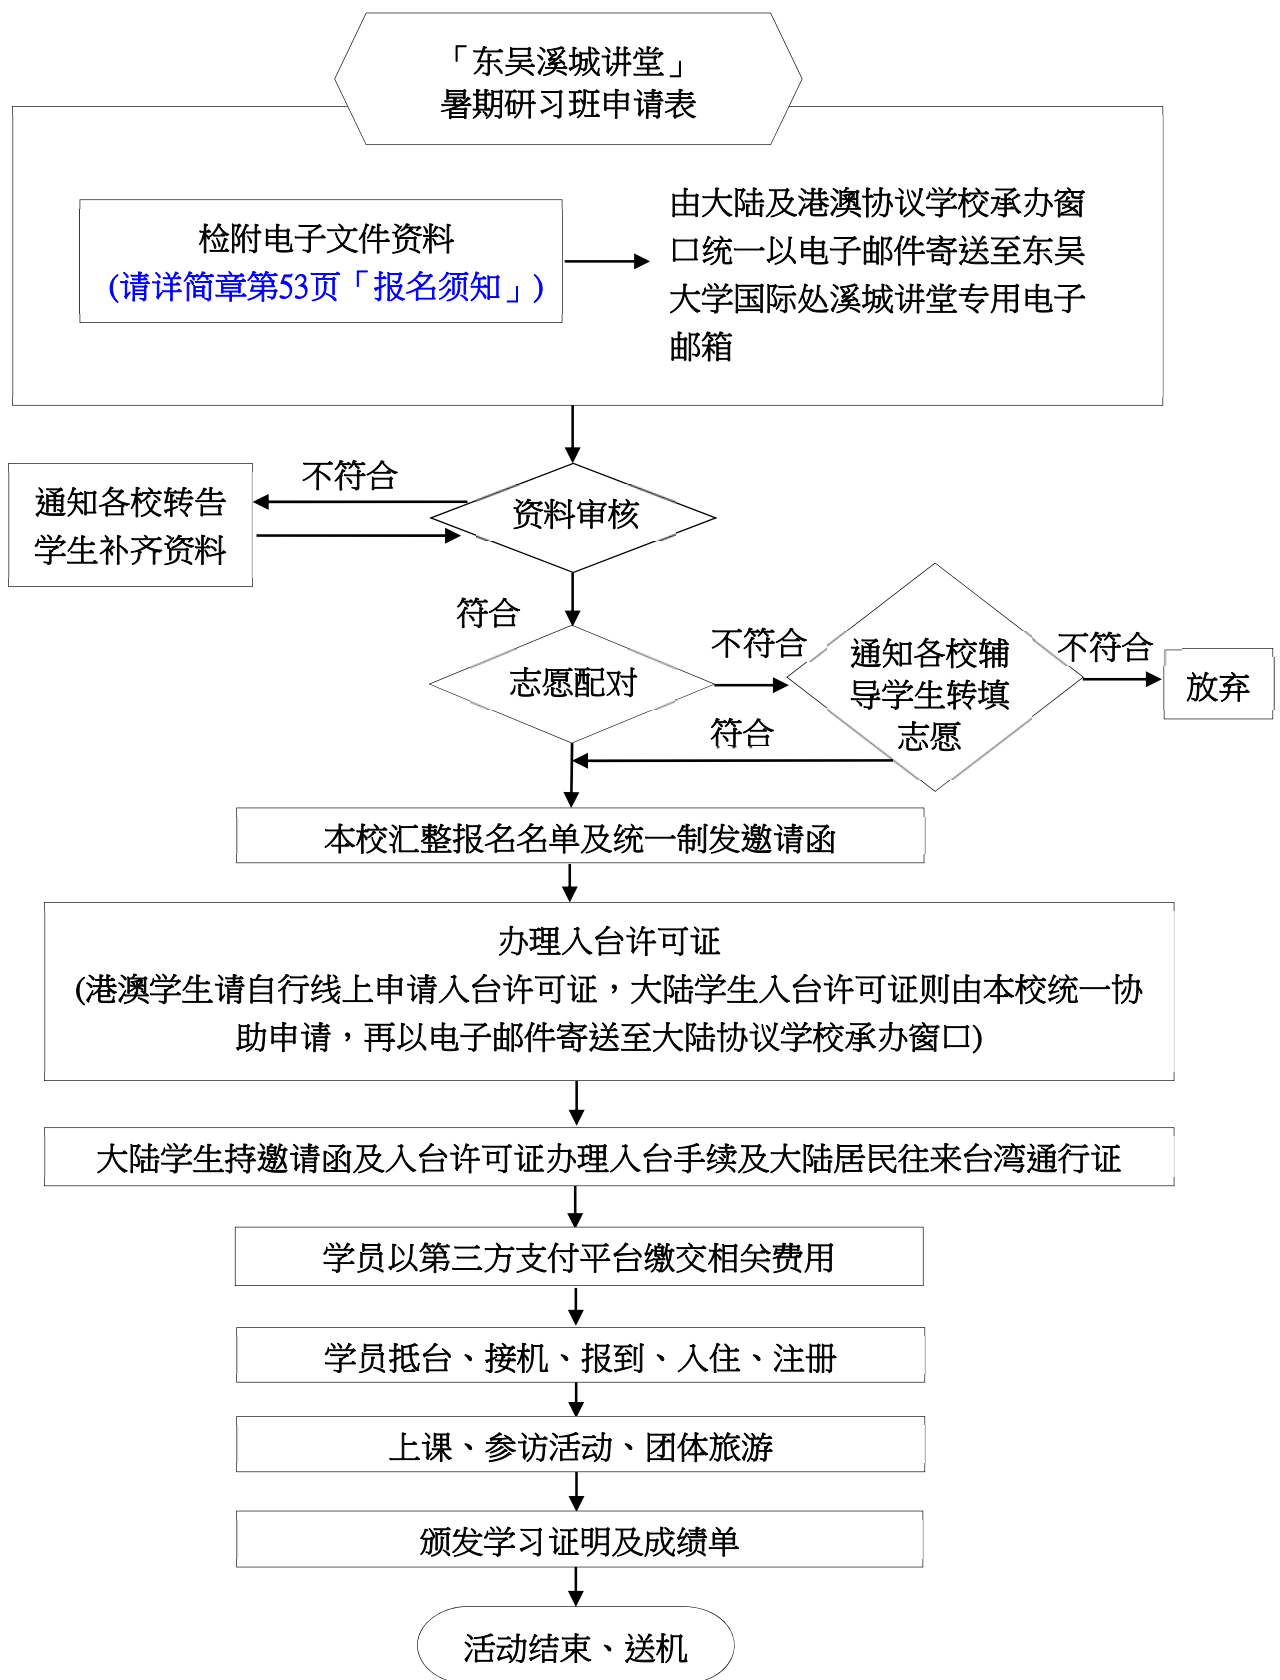 「东吴溪城讲堂」
暑期研习班申请表
检附电子文件资料
(请详简章第53页「报名须知」)
由大陆及港澳协议学校承办窗
口统一以电子邮件寄送至东吴
大学国际处溪城讲堂专用电子
邮箱
不符合
通知各校转告
学生补齐资料
资料审核
符合
志愿配对
不符合
通知各校辅
导学生转填
志愿
不符合
放弃
符合
本校汇整报名名单及统一制发邀请函
办理入台许可证
(港澳学生请自行线上申请入台许可证，大陆学生入台许可证则由本校统一协
助申请，再以电子邮件寄送至大陆协议学校承办窗口)
大陆学生持邀请函及入台许可证办理入台手续及大陆居民往来台湾通行证
学员以第三方支付平台缴交相关费用
学员抵台、接机、报到、入住、注册
上课、参访活动、团体旅游
颁发学习证明及成绩单
活动结束、送机